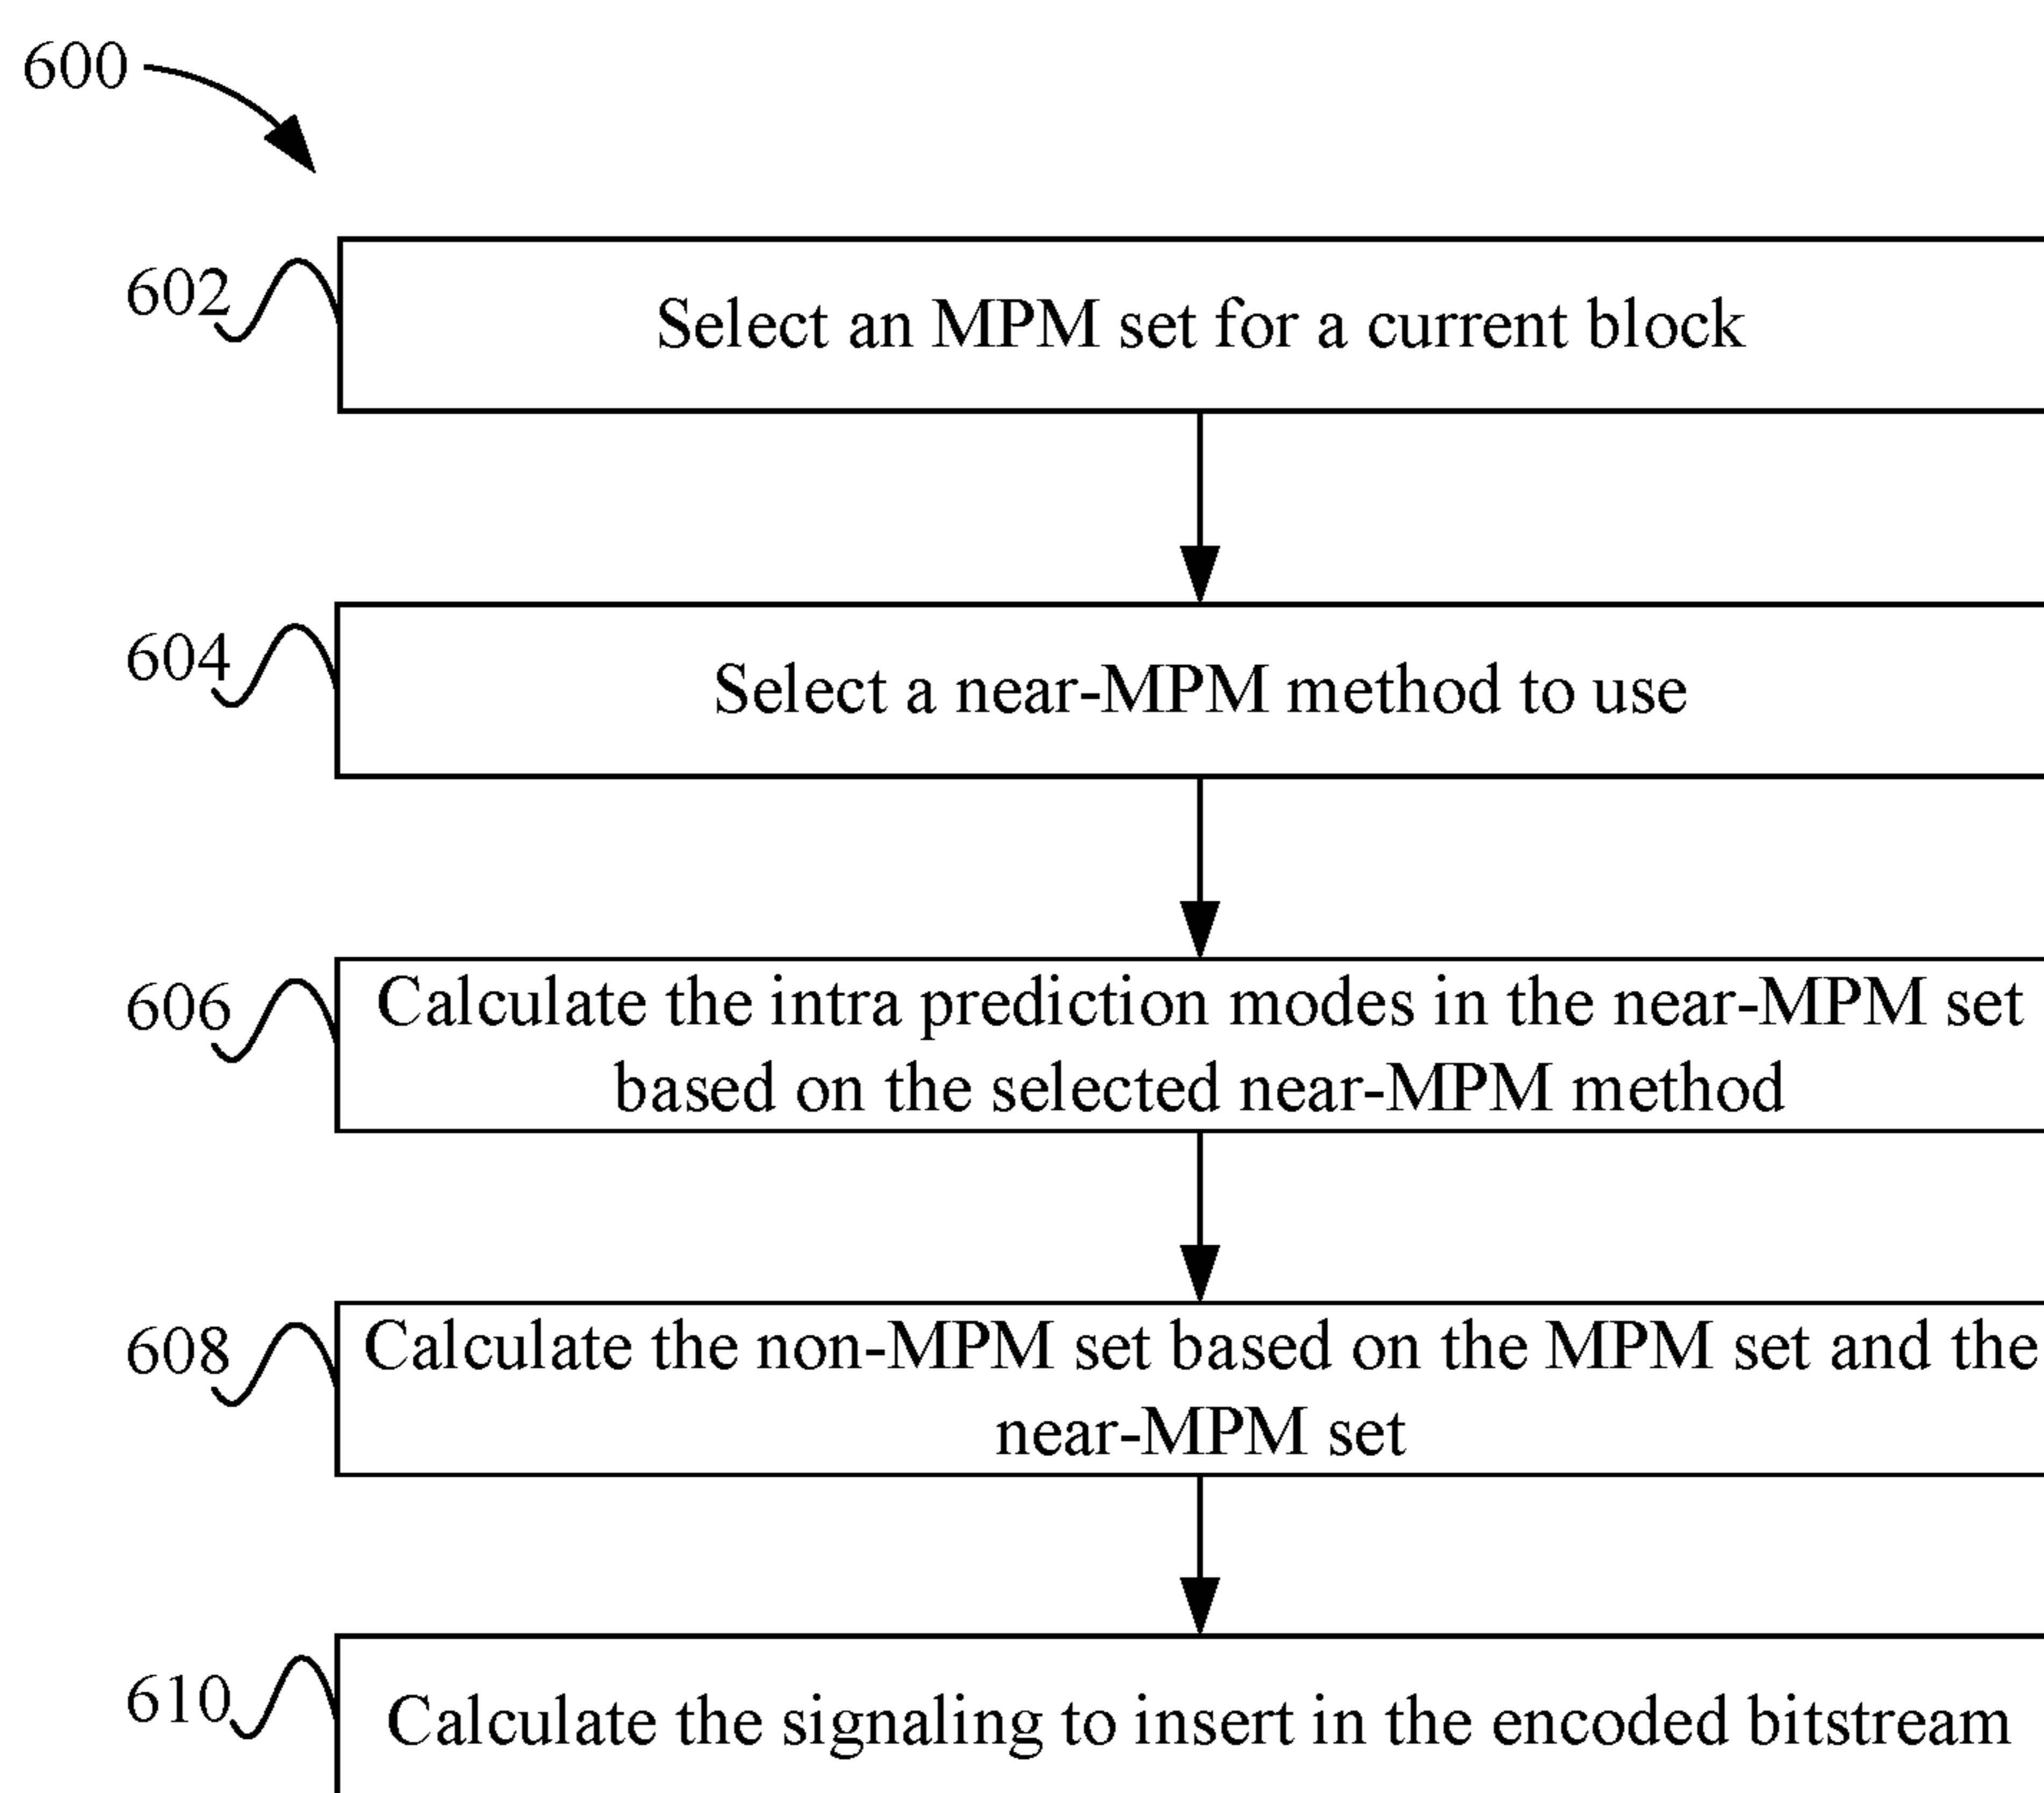 600
602
Select an MPM set for a current block
604
Select a near-MPM method to use
606
Calculate the intra prediction modes in the near-MPM set
based on the selected near-MPM method
608
Calculate the non-MPM set based on the MPM set and the
near-MPM set
610
Calculate the signaling to insert in the encoded bitstream